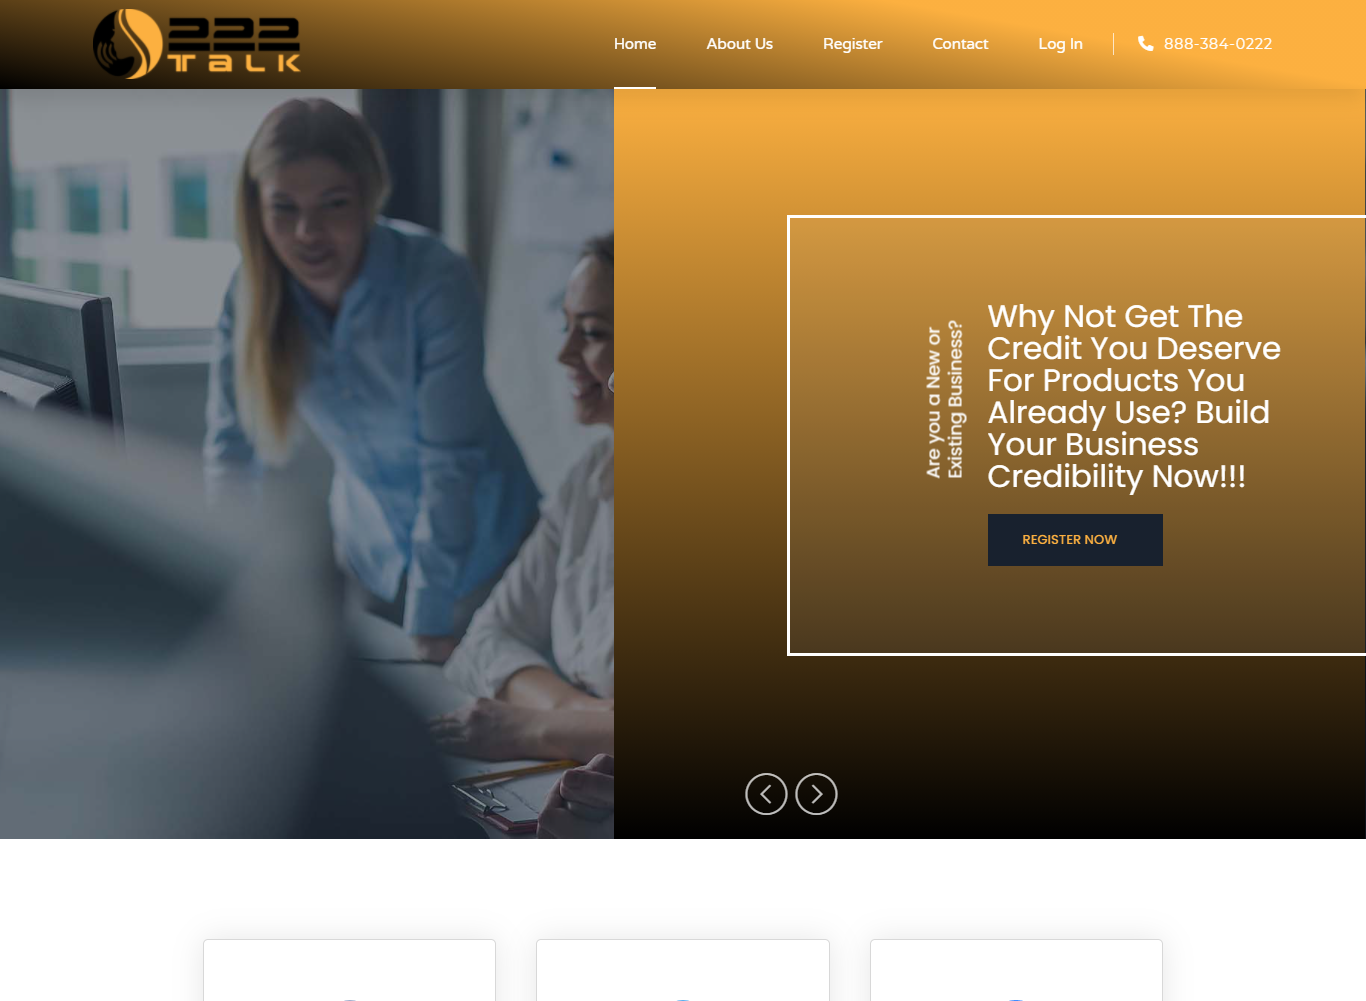 222
TaLK
Home
About Us
Register
Contact
Log In
888-384-0222
Are you a New or
Existing Business?
Why Not Get The
Credit You Deserve
For Products You
Already Use? Build
Your Business
Credibility Now!!!
REGISTER NOW